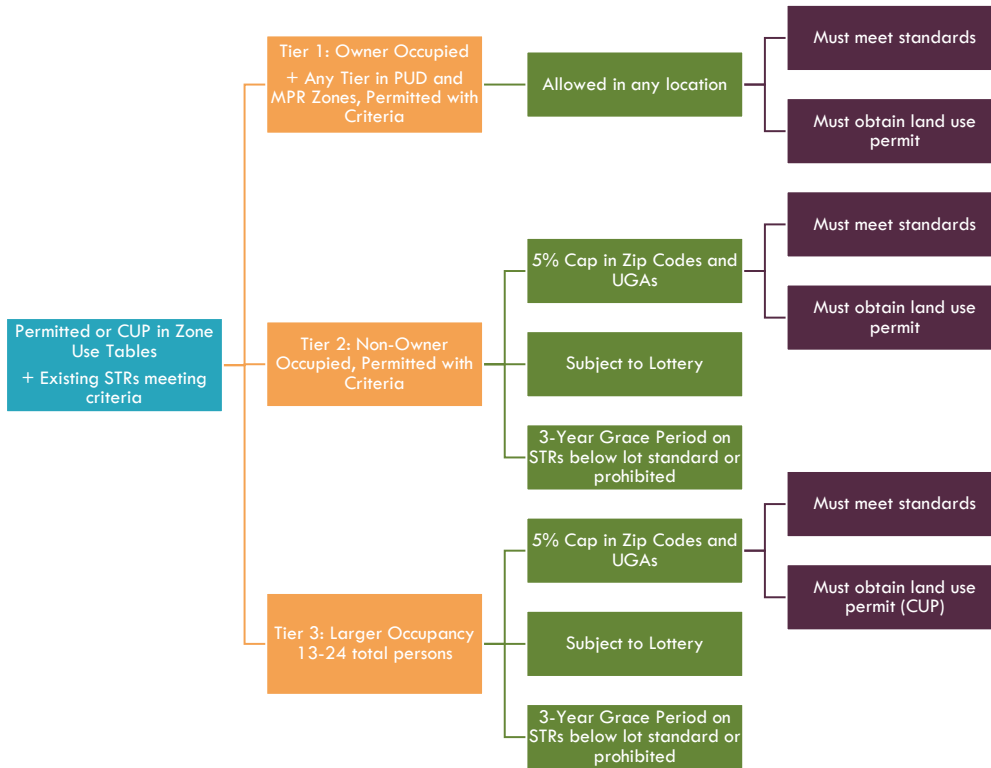 Permitted or CUP in Zone
Use Tables
+ Existing STRs meeting
criteria
Tier 1: Owner Occupied
+ Any Tier in PUD and
MPR Zones, Permitted with
Criteria
Allowed in any location
Must meet standards
Must obtain land use
permit
Tier 2: Non-Owner
Occupied, Permitted with
Criteria
5% Cap in Zip Codes and
UGAs
Must meet standards
Must obtain land use
permit
Subject to Lottery
3-Year Grace Period on
STRs below lot standard or
prohibited
Tier 3: Larger Occupancy
13-24 total persons
5% Cap in Zip Codes and
UGAs
Must meet standards
Must obtain land use
permit (CUP)
Subject to Lottery
3-Year Grace Period on
STRs below lot standard or
prohibited